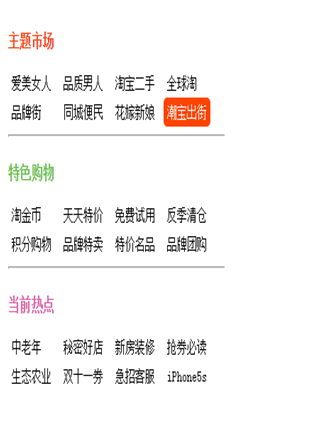 主题市场
爱美女人 品质男人 淘宝二手 全球淘
品牌街 同城便民 花嫁新娘 潮宝出街
特色购物
淘金币 天天特价 免费试用 反季清仓
积分购物 品牌特卖 特价名品 品牌团购
当前热点
中老年 秘密好店 新房装修 抢券必读
生态农业 双十一券 急招客服 iPhone5s